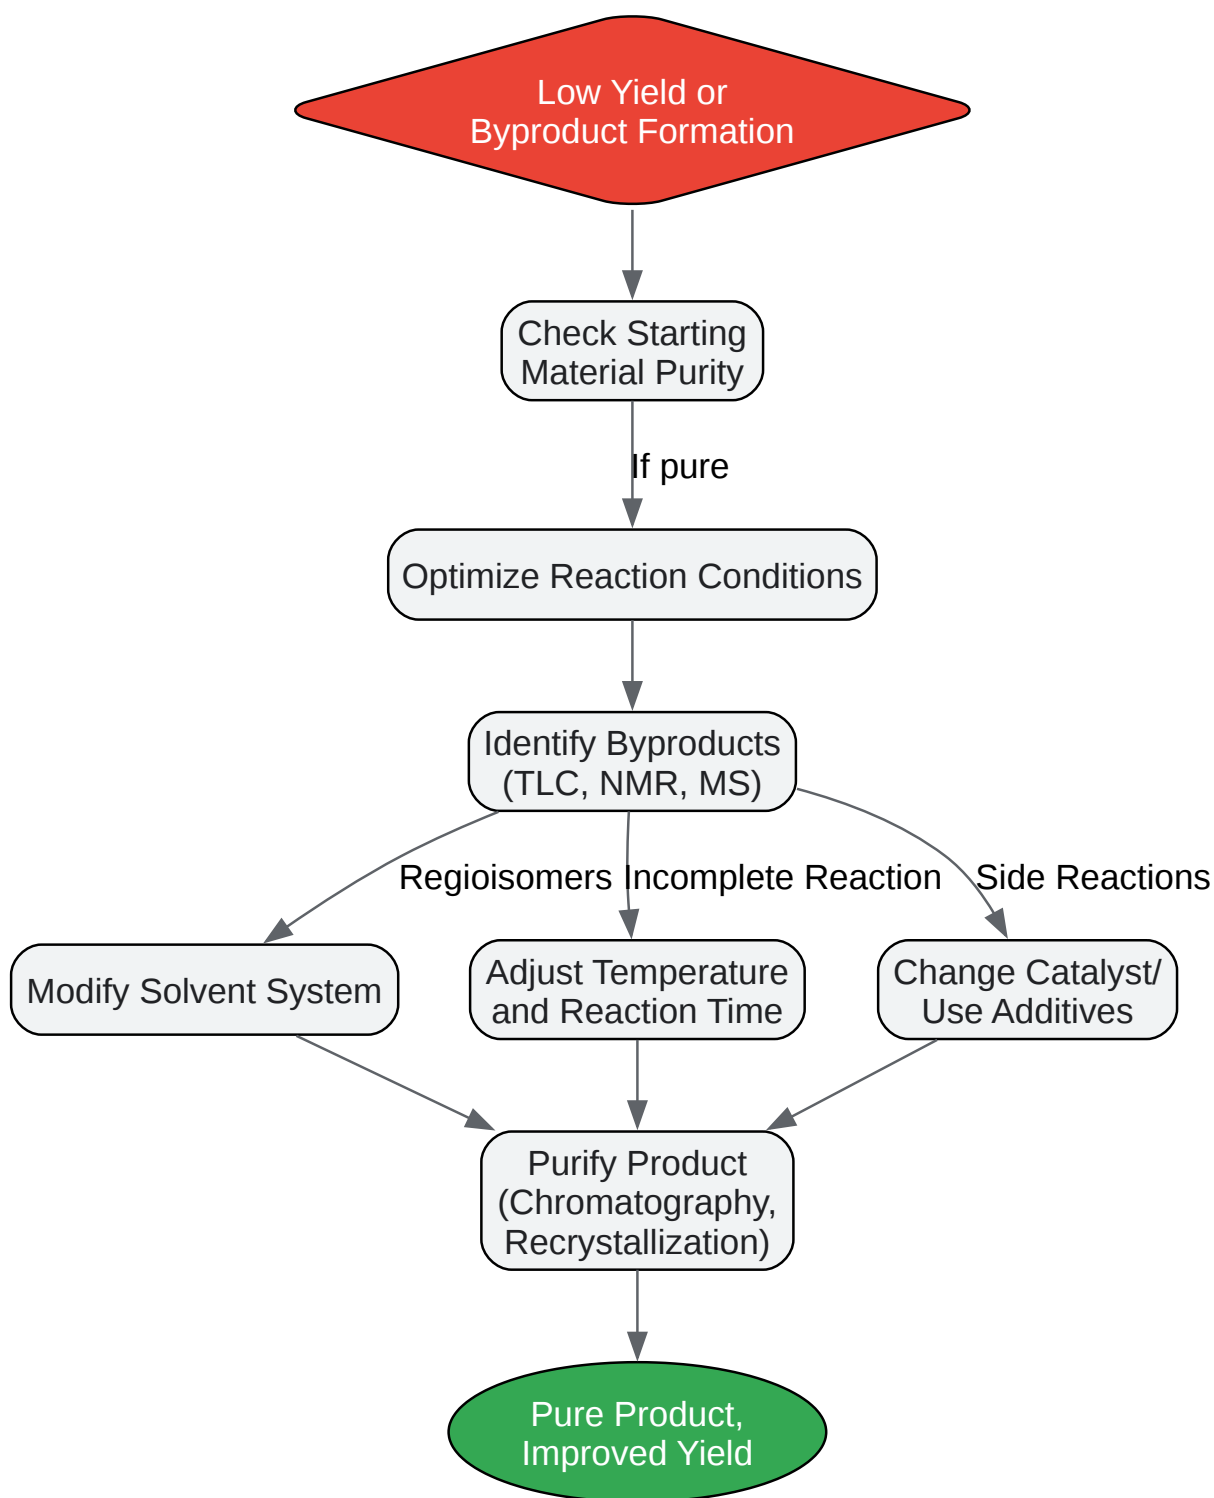 Low Yield or
Byproduct Formation
Check Starting
Material Purity
If pure
Optimize Reaction Conditions
Identify Byproducts
(TLC, NMR, MS)
Regioisomers
Incomplete Reaction
Side Reactions
Modify Solvent System
Adjust Temperature
and Reaction Time
Change Catalyst/
Use Additives
Purify Product
(Chromatography,
Recrystallization)
Pure Product,
Improved Yield